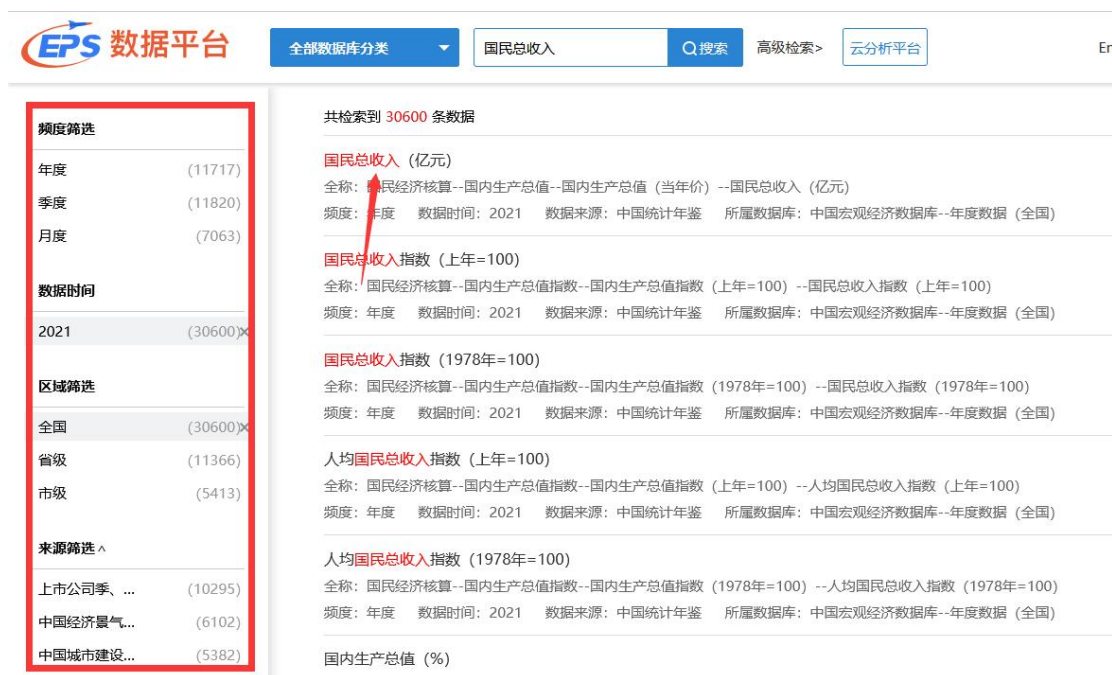 EPS 数据平台
全部数据库分类
国民总收入
搜索
高级检索>
云分析平台
En
频度筛选
年度 (11717)
季度 (11820)
月度 (7063)
数据时间
2021 (30600)×
区域筛选
全国 (30600)×
省级 (11366)
市级 (5413)
来源筛选 ^
上市公司季、... (10295)
中国经济景气... (6102)
中国城市建设... (5382)
共检索到 30600 条数据
国民总收入 (亿元)
全称: 国民经济核算--国内生产总值--国内生产总值 (当年价) --国民总收入 (亿元)
频度: 年度 数据时间: 2021 数据来源: 中国统计年鉴 所属数据库: 中国宏观经济数据库--年度数据 (全国)
国民总收入指数 (上年=100)
全称: 国民经济核算--国内生产总值指数--国内生产总值指数 (上年=100) --国民总收入指数 (上年=100)
频度: 年度 数据时间: 2021 数据来源: 中国统计年鉴 所属数据库: 中国宏观经济数据库--年度数据 (全国)
国民总收入指数 (1978年=100)
全称: 国民经济核算--国内生产总值指数--国内生产总值指数 (1978年=100) --国民总收入指数 (1978年=100)
频度: 年度 数据时间: 2021 数据来源: 中国统计年鉴 所属数据库: 中国宏观经济数据库--年度数据 (全国)
人均国民总收入指数 (上年=100)
全称: 国民经济核算--国内生产总值指数--国内生产总值指数 (上年=100) --人均国民总收入指数 (上年=100)
频度: 年度 数据时间: 2021 数据来源: 中国统计年鉴 所属数据库: 中国宏观经济数据库--年度数据 (全国)
人均国民总收入指数 (1978年=100)
全称: 国民经济核算--国内生产总值指数--国内生产总值指数 (1978年=100) --人均国民总收入指数 (1978年=100)
频度: 年度 数据时间: 2021 数据来源: 中国统计年鉴 所属数据库: 中国宏观经济数据库--年度数据 (全国)
国内生产总值 (%)